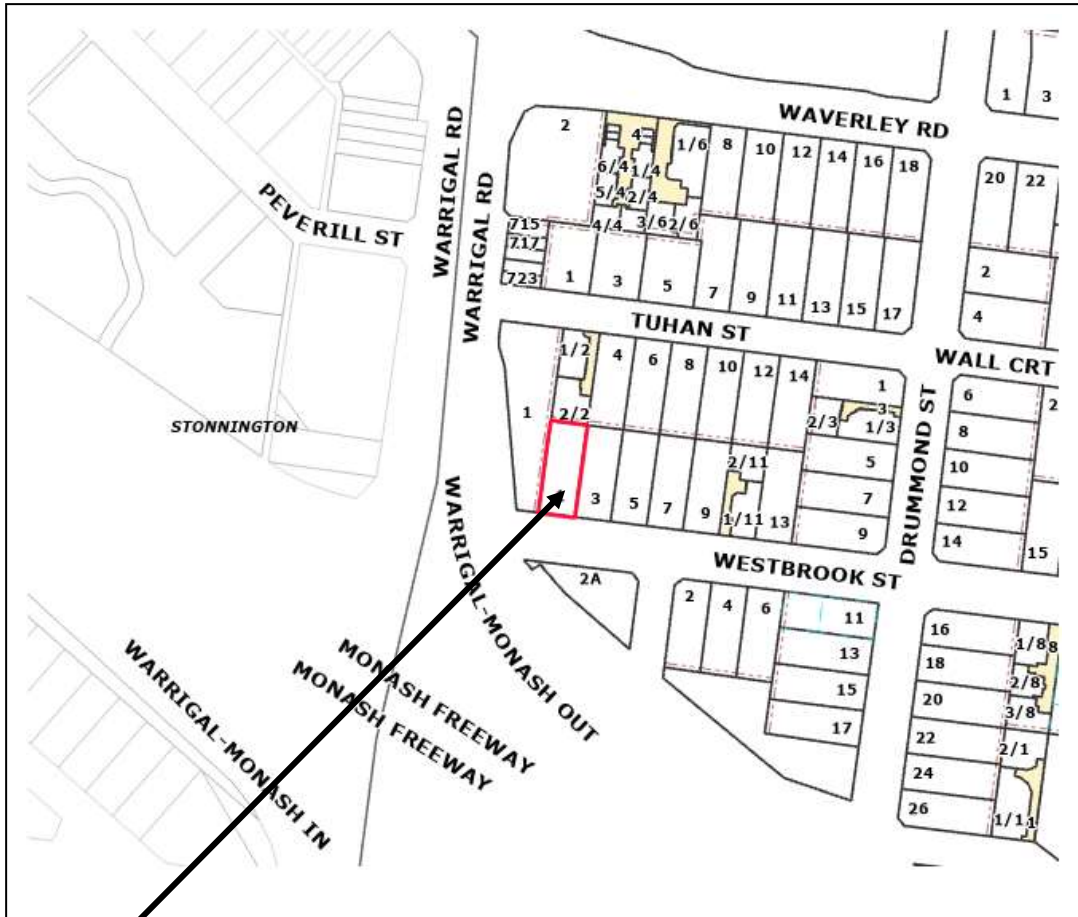 WAVERLEY RD
1 3
2 4 1/6 8 10 12 14 16 18
6/4 1/4
5/4 2/4
4/4 3/6 2/6
20 22
PEVERILL ST
WARRIGAL RD
WARRIGAL RD
715
717
723
1 3 5 7 9 11 13 15 17
2
4
TUHAN ST
WALL CRT
1/2 4 6 8 10 12 14
2/2
1
1
3
2/3 1/3
5
7
9
DRUMMOND ST
6 2
8
10
12
14 15
STONNINGTON
3 5 7 9
2/11
1/11 13
WESTBROOK ST
WARRIGAL-MONASH OUT
2A
2 4 6
11
13
15
17
16 1/8 8
18 2/8
20 3/8
22 2/1
24
26 1/1 1
MONASH FREEWAY
MONASH FREEWAY
WARRIGAL-MONASH IN